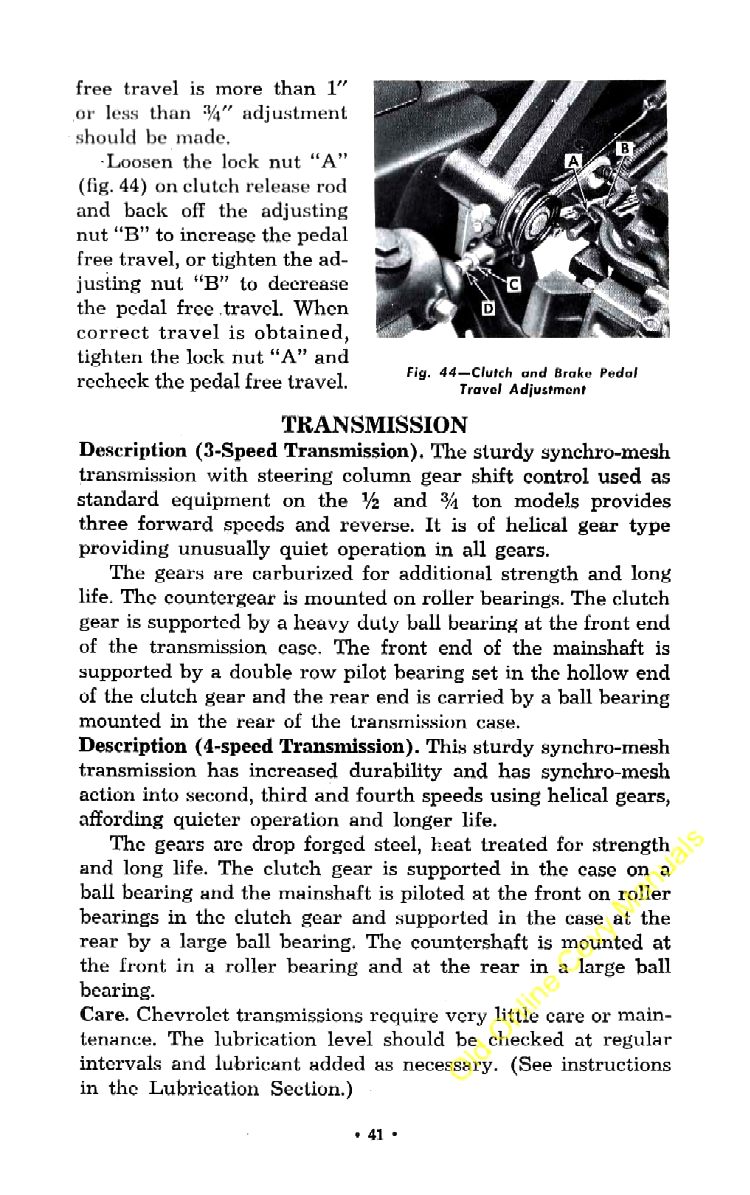 free travel is more than 1″
or less than ¾″ adjustment
should be made.
Loosen the lock nut “A”
(fig. 44) on clutch release rod
and back off the adjusting
nut “B” to increase the pedal
free travel, or tighten the ad-
justing nut “B” to decrease
the pedal free travel. When
correct travel is obtained,
tighten the lock nut “A” and
recheck the pedal free travel.
A
B
C
D
Fig. 44—Clutch and Brake Pedal
Travel Adjustment
TRANSMISSION
Description (3-Speed Transmission). The sturdy synchro-mesh
transmission with steering column gear shift control used as
standard equipment on the ½ and ¾ ton models provides
three forward speeds and reverse. It is of helical gear type
providing unusually quiet operation in all gears.
The gears are carburized for additional strength and long
life. The countergear is mounted on roller bearings. The clutch
gear is supported by a heavy duty ball bearing at the front end
of the transmission case. The front end of the mainshaft is
supported by a double row pilot bearing set in the hollow end
of the clutch gear and the rear end is carried by a ball bearing
mounted in the rear of the transmission case.
Description (4-speed Transmission). This sturdy synchro-mesh
transmission has increased durability and has synchro-mesh
action into second, third and fourth speeds using helical gears,
affording quieter operation and longer life.
The gears are drop forged steel, heat treated for strength
and long life. The clutch gear is supported in the case on a
ball bearing and the mainshaft is piloted at the front on roller
bearings in the clutch gear and supported in the case at the
rear by a large ball bearing. The countershaft is mounted at
the front in a roller bearing and at the rear in a large ball
bearing.
Care. Chevrolet transmissions require very little care or main-
tenance. The lubrication level should be checked at regular
intervals and lubricant added as necessary. (See instructions
in the Lubrication Section.)
• 41 •
Old Online Cevy Manuals